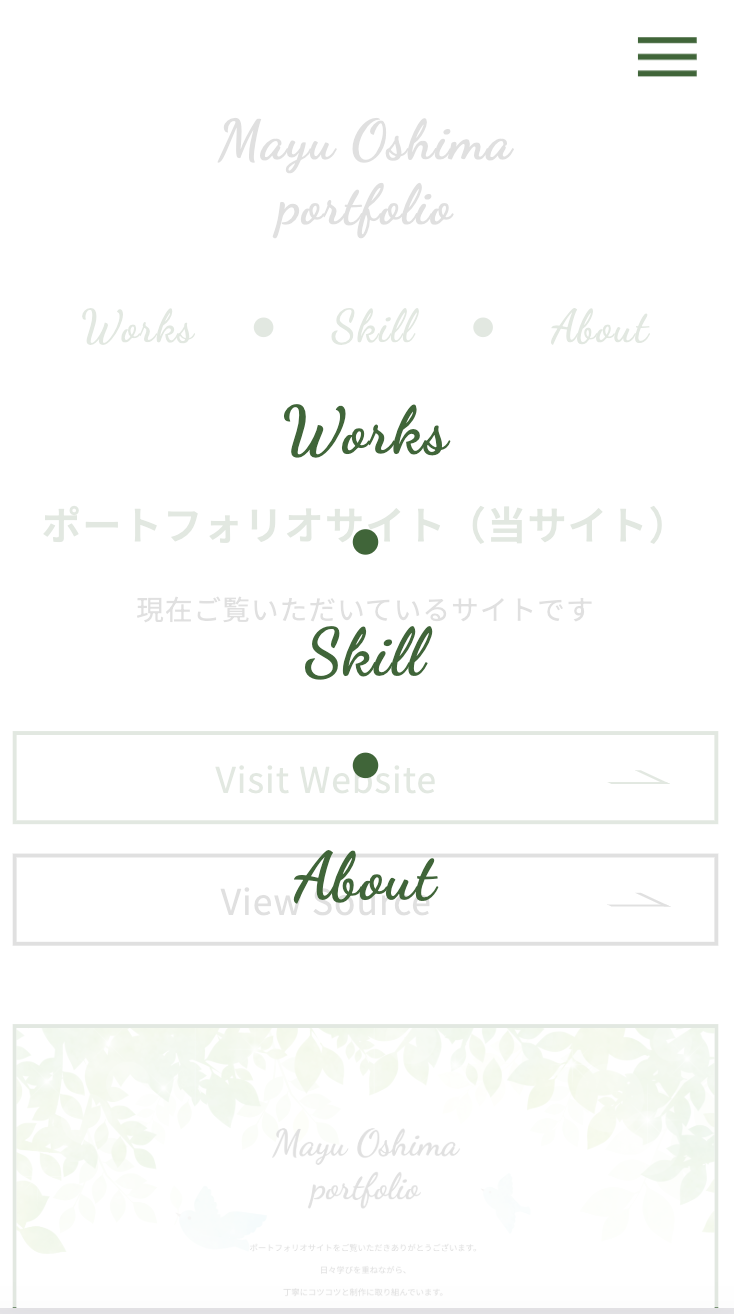 Mayu Oshima
portfolio
Works ● Skill ● About
Works
ポートフォリオサイト（当サイト）
●
現在ご覧いただいているサイトです
Skill
Visit Website
●
About
View Source
Mayu Oshima
portfolio
ポートフォリオサイトをご覧いただきありがとうございます。
日々学びを重ねながら、
丁寧にコツコツと制作に取り組んでいます。